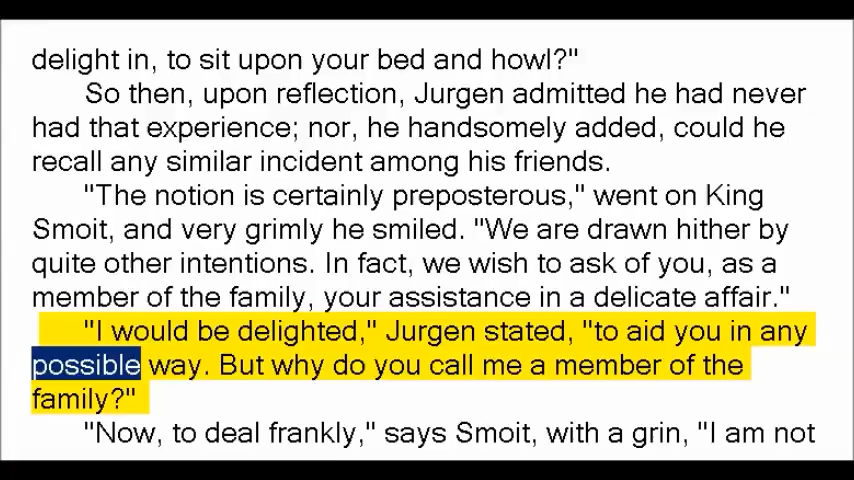 delight in, to sit upon your bed and howl?"
So then, upon reflection, Jurgen admitted he had never
had that experience; nor, he handsomely added, could he
recall any similar incident among his friends.
"The notion is certainly preposterous," went on King
Smoit, and very grimly he smiled. "We are drawn hither by
quite other intentions. In fact, we wish to ask of you, as a
member of the family, your assistance in a delicate affair."
"I would be delighted," Jurgen stated, "to aid you in any
possible way. But why do you call me a member of the
family?"
"Now, to deal frankly," says Smoit, with a grin, "I am not